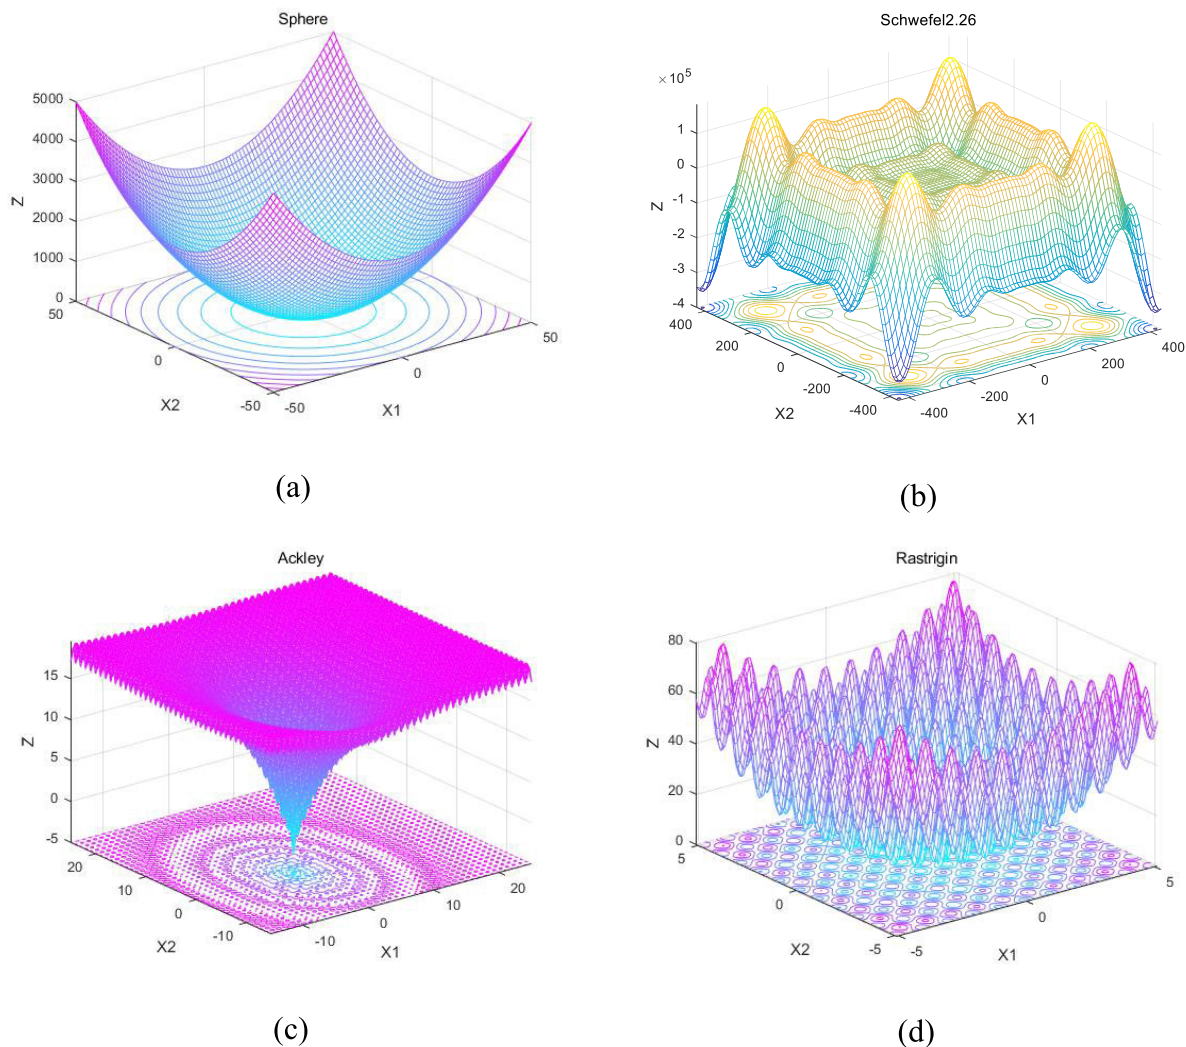 Sphere
5000
4000
3000
2000
1000
0
Z
50
0
-50
X2
-50
0
50
X1
(a)
Schwefel2.26
×10^5
1
0
-1
-2
-3
-4
Z
400
200
0
-200
-400
X2
-400
-200
0
200
400
X1
(b)
Ackley
15
10
5
0
-5
Z
20
10
0
-10
X2
-10
0
10
20
X1
(c)
Rastrigin
80
60
40
20
0
Z
5
0
-5
X2
-5
0
5
X1
(d)